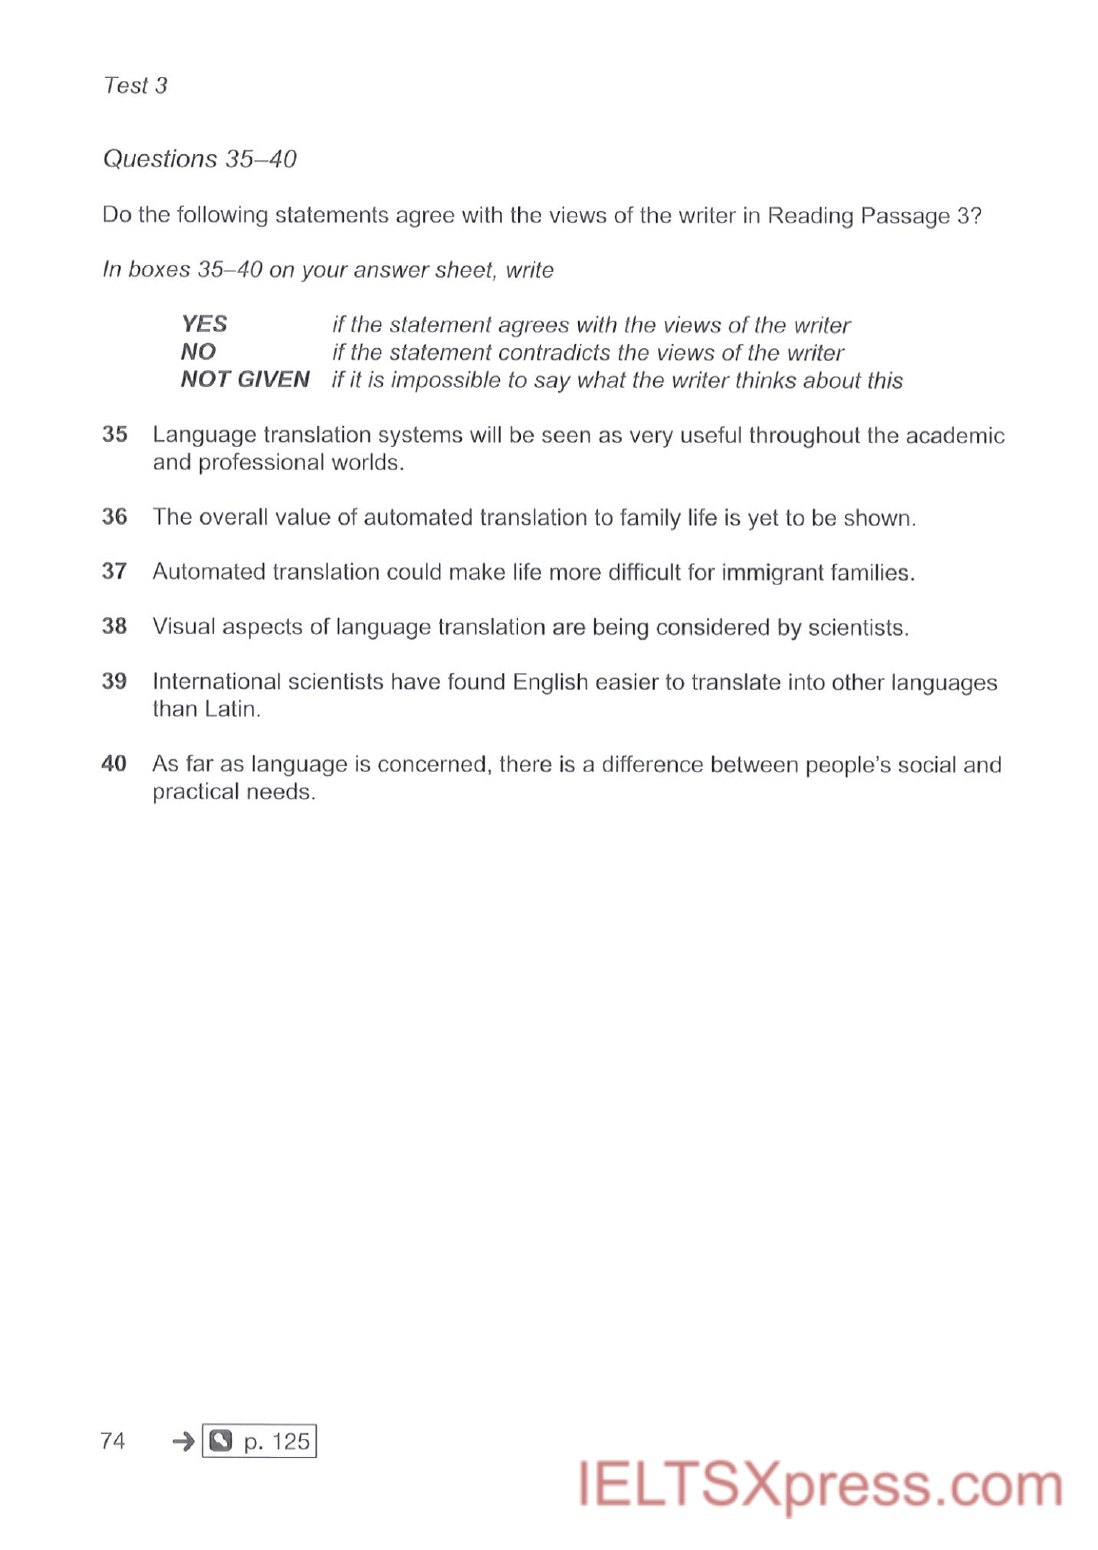 Test 3
Questions 35–40
Do the following statements agree with the views of the writer in Reading Passage 3?
In boxes 35–40 on your answer sheet, write
YES if the statement agrees with the views of the writer
NO if the statement contradicts the views of the writer
NOT GIVEN if it is impossible to say what the writer thinks about this
35 Language translation systems will be seen as very useful throughout the academic
and professional worlds.
36 The overall value of automated translation to family life is yet to be shown.
37 Automated translation could make life more difficult for immigrant families.
38 Visual aspects of language translation are being considered by scientists.
39 International scientists have found English easier to translate into other languages
than Latin.
40 As far as language is concerned, there is a difference between people's social and
practical needs.
74 → p. 125
IELTSXpress.com